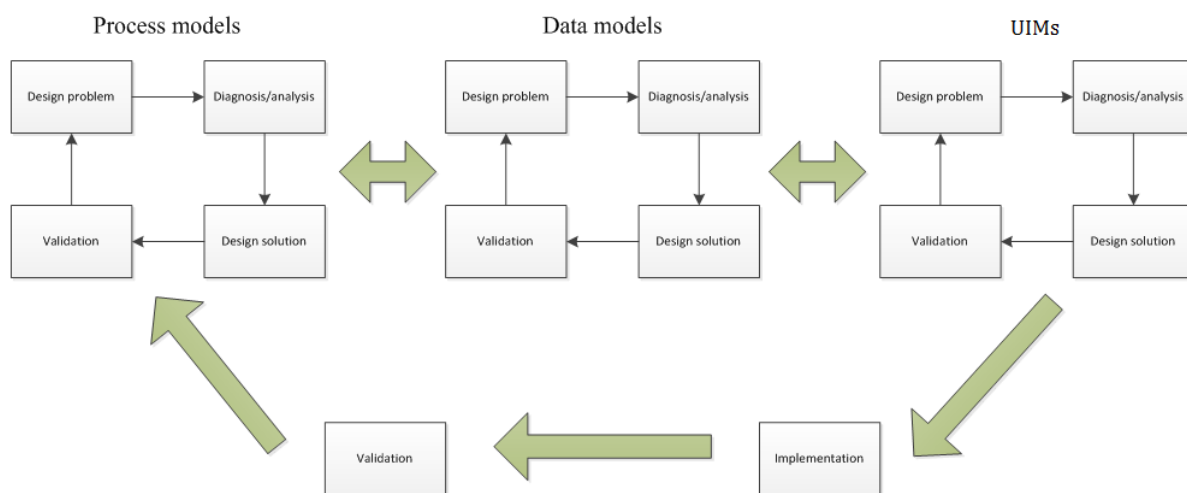 Process models
Data models
UIMs
Design problem
Diagnosis/analysis
Design problem
Diagnosis/analysis
Design problem
Diagnosis/analysis
Validation
Design solution
Validation
Design solution
Validation
Design solution
Validation
Implementation